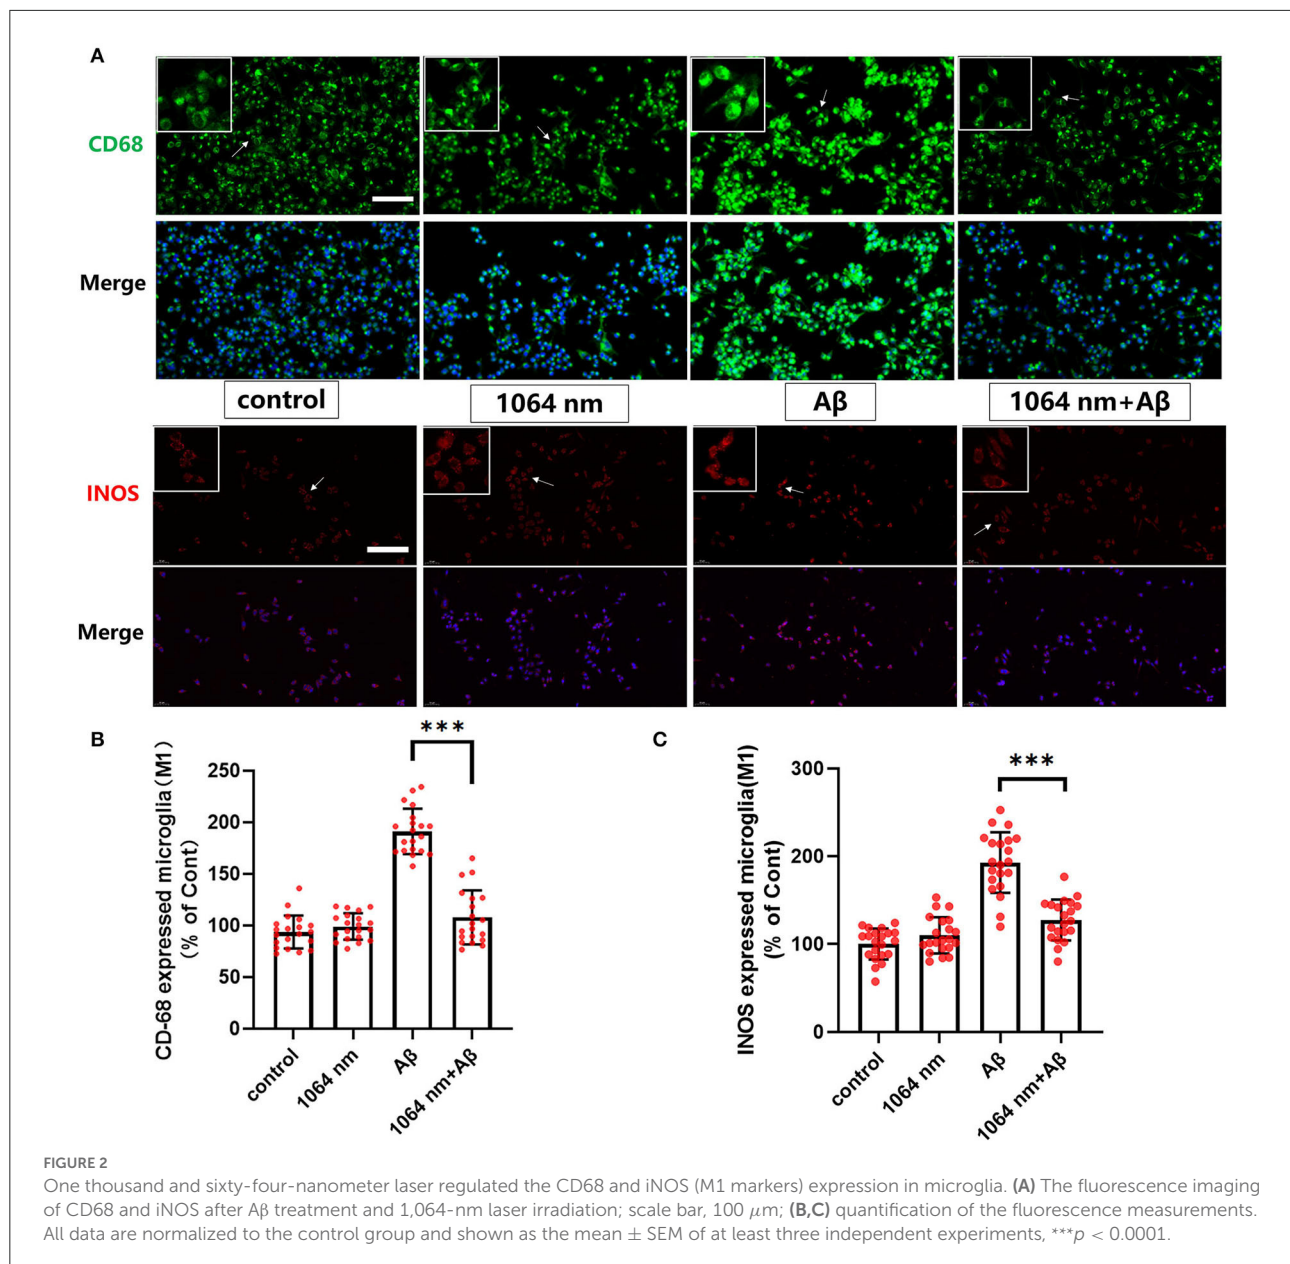 A
CD68
Merge
control
1064 nm
Aβ
1064 nm+Aβ
INOS
Merge
B
CD-68 expressed microglia (M1)
(% of Cont)
250
200
150
100
50
0
***
control
1064 nm
Aβ
1064 nm+Aβ
C
INOS expressed microglia(M1)
(% of Cont)
300
200
100
0
***
control
1064 nm
Aβ
1064 nm+Aβ
FIGURE 2
One thousand and sixty-four-nanometer laser regulated the CD68 and iNOS (M1 markers) expression in microglia. (A) The fluorescence imaging
of CD68 and iNOS after Aβ treatment and 1,064-nm laser irradiation; scale bar, 100 μm; (B,C) quantification of the fluorescence measurements.
All data are normalized to the control group and shown as the mean ± SEM of at least three independent experiments, ***p < 0.0001.